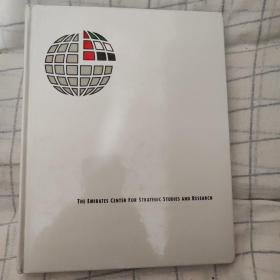 THE EMIRATES CENTER FOR STRATEGIC STUDIES AND RESEARCH